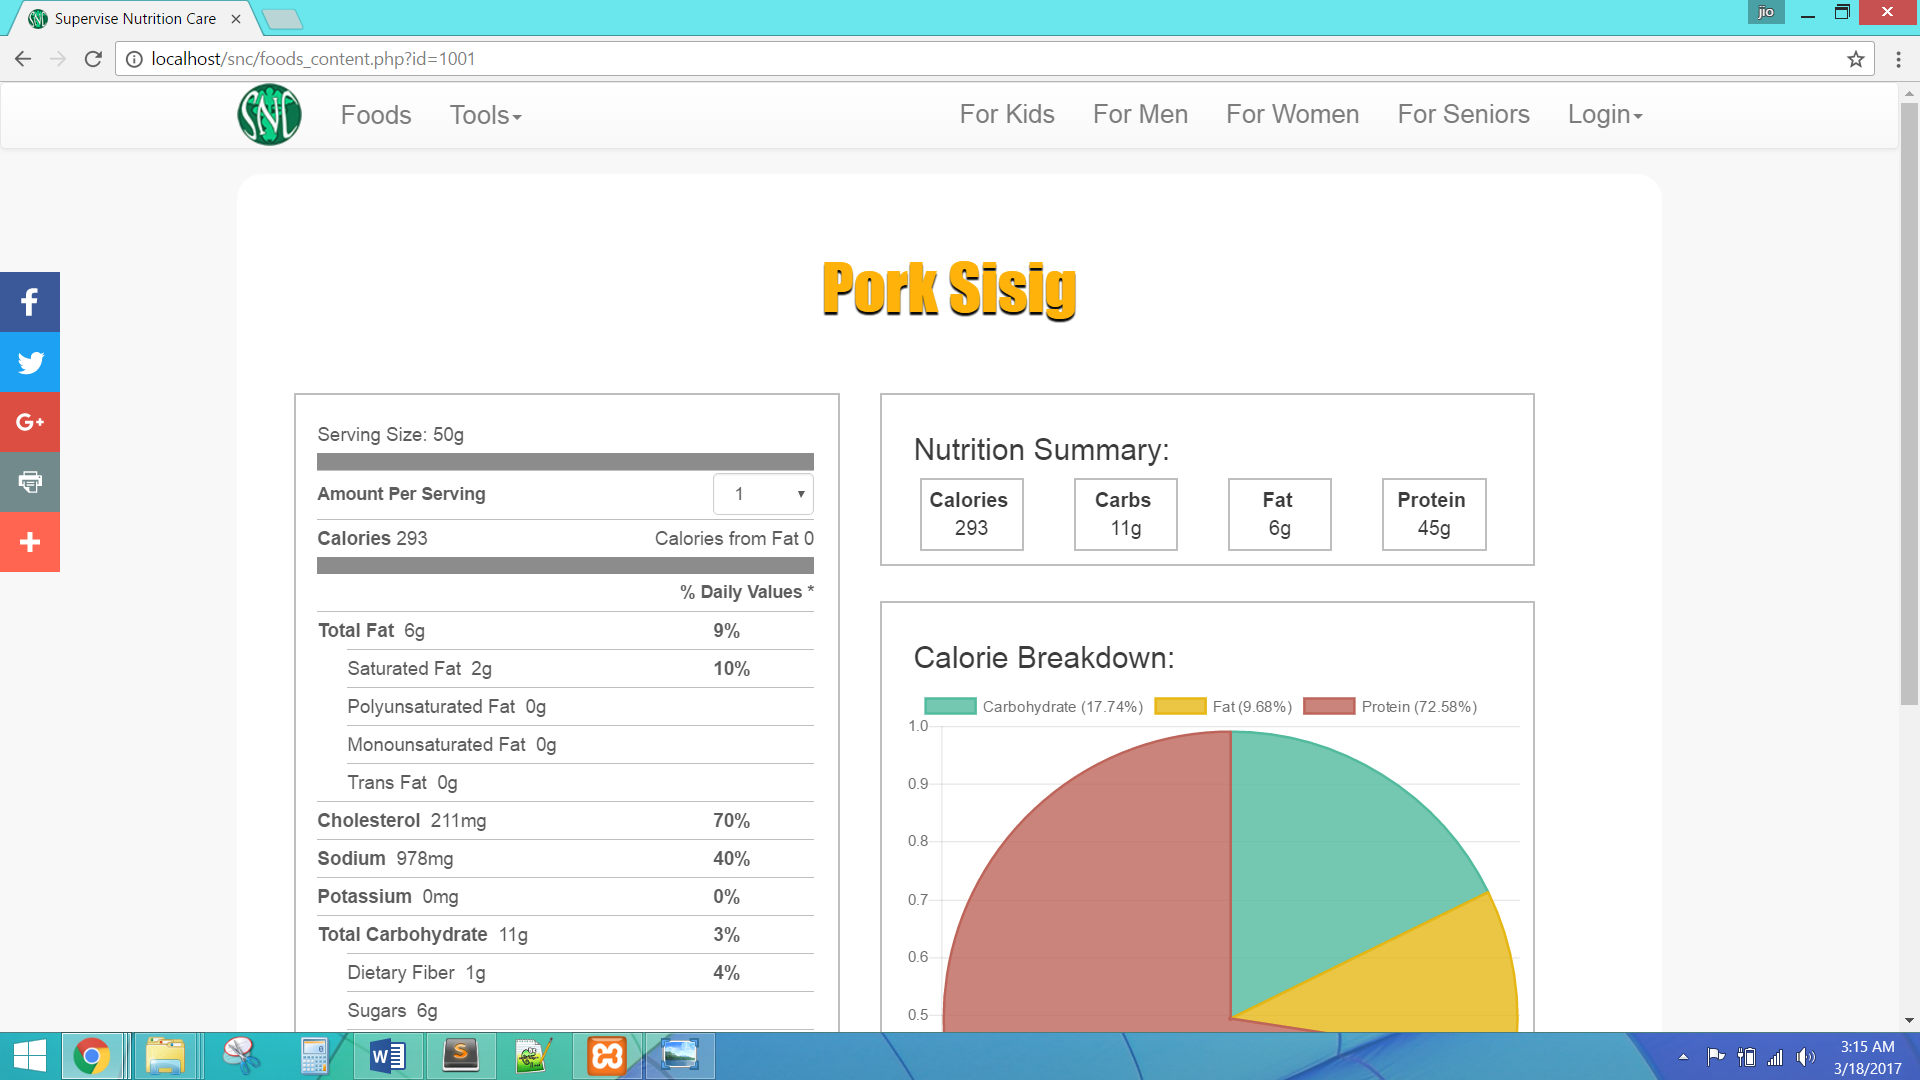 Supervise Nutrition Care
jio
localhost/snc/foods_content.php?id=1001
SNC
Foods
Tools
For Kids
For Men
For Women
For Seniors
Login
Pork Sisig
Serving Size: 50g
Amount Per Serving
1
Calories 293
Calories from Fat 0
% Daily Values *
Total Fat 6g 9%
Saturated Fat 2g 10%
Polyunsaturated Fat 0g
Monounsaturated Fat 0g
Trans Fat 0g
Cholesterol 211mg 70%
Sodium 978mg 40%
Potassium 0mg 0%
Total Carbohydrate 11g 3%
Dietary Fiber 1g 4%
Sugars 6g
Nutrition Summary:
Calories Carbs Fat Protein
293 11g 6g 45g
Calorie Breakdown:
Carbohydrate (17.74%) Fat (9.68%) Protein (72.58%)
1.0
0.9
0.8
0.7
0.6
0.5
3:15 AM
3/18/2017